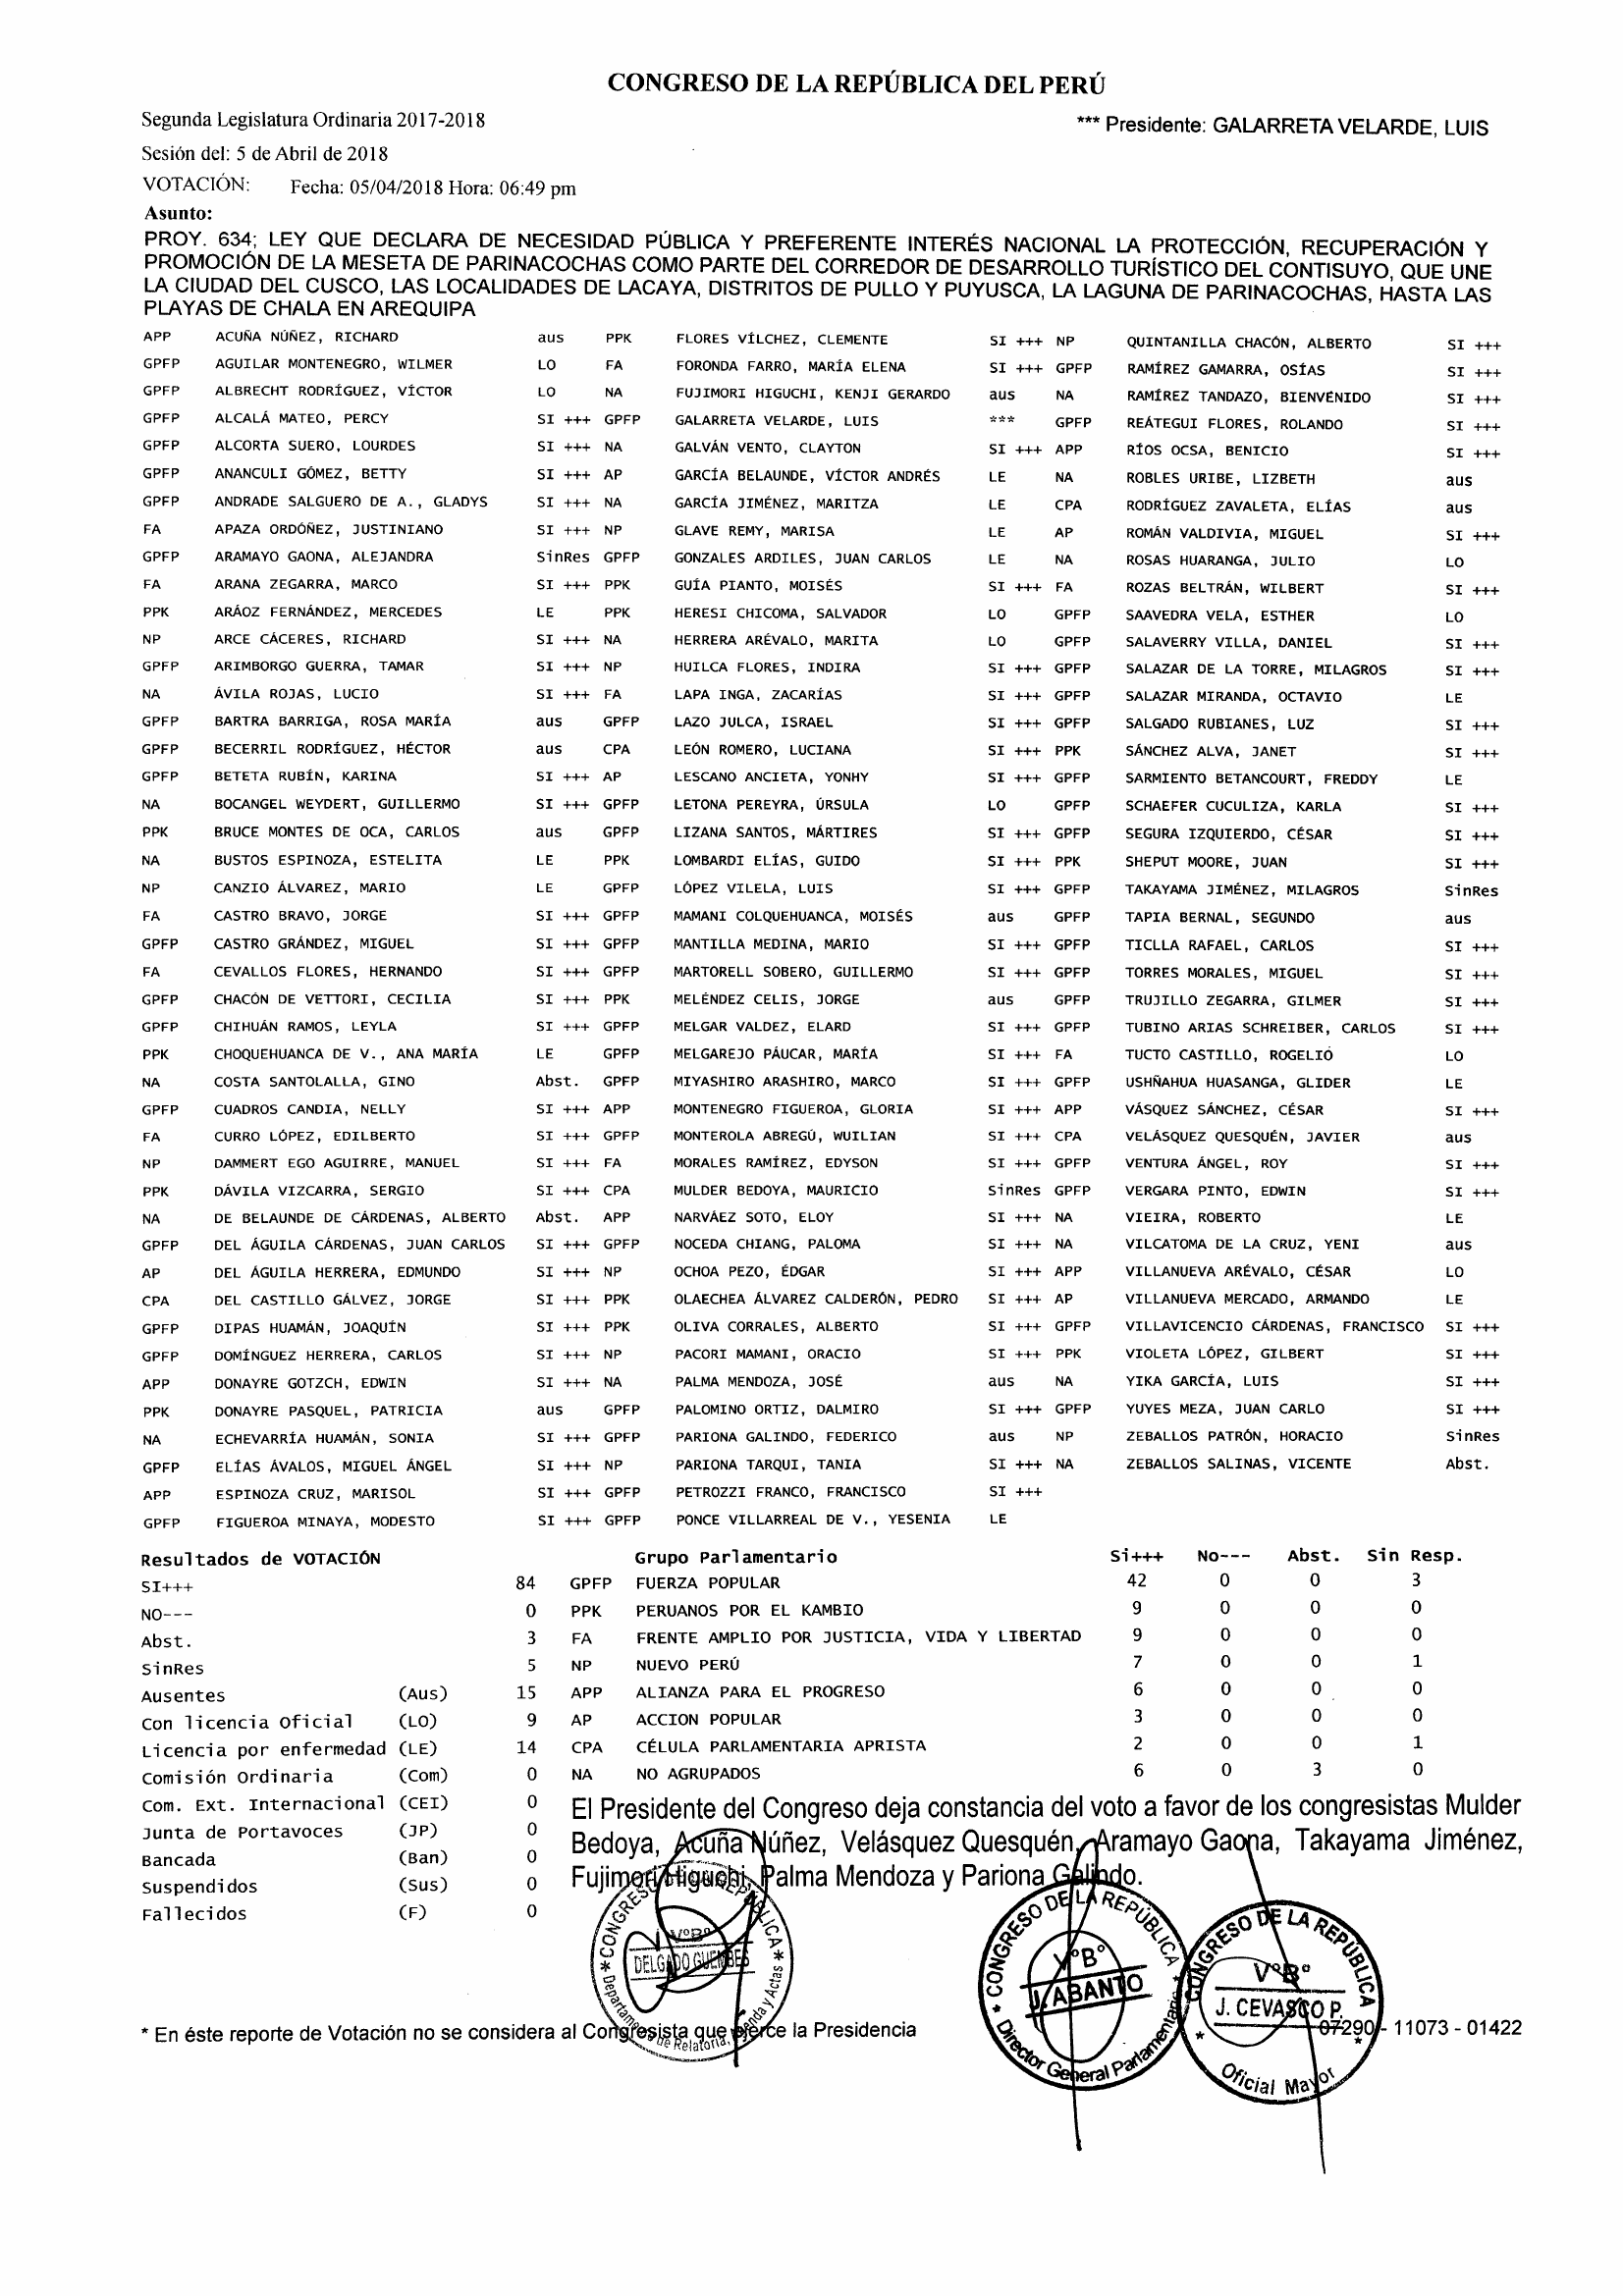 CONGRESO DE LA REPÚBLICA DEL PERÚ
Segunda Legislatura Ordinaria 2017-2018 *** Presidente: GALARRETA VELARDE, LUIS
Sesión del: 5 de Abril de 2018
VOTACIÓN: Fecha: 05/04/2018 Hora: 06:49 pm
Asunto:
PROY. 634; LEY QUE DECLARA DE NECESIDAD PÚBLICA Y PREFERENTE INTERÉS NACIONAL LA PROTECCIÓN, RECUPERACIÓN Y
PROMOCIÓN DE LA MESETA DE PARINACOCHAS COMO PARTE DEL CORREDOR DE DESARROLLO TURÍSTICO DEL CONTISUYO, QUE UNE
LA CIUDAD DEL CUSCO, LAS LOCALIDADES DE LACAYA, DISTRITOS DE PULLO Y PUYUSCA, LA LAGUNA DE PARINACOCHAS, HASTA LAS
PLAYAS DE CHALA EN AREQUIPA
APP ACUÑA NÚÑEZ, RICHARD aus PPK FLORES VÍLCHEZ, CLEMENTE SI +++ NP QUINTANILLA CHACÓN, ALBERTO SI +++
GPFP AGUILAR MONTENEGRO, WILMER LO FA FORONDA FARRO, MARÍA ELENA SI +++ GPFP RAMÍREZ GAMARRA, OSÍAS SI +++
GPFP ALBRECHT RODRÍGUEZ, VÍCTOR LO NA FUJIMORI HIGUCHI, KENJI GERARDO aus NA RAMÍREZ TANDAZO, BIENVENIDO SI +++
GPFP ALCALÁ MATEO, PERCY SI +++ GPFP GALARRETA VELARDE, LUIS *** GPFP REÁTEGUI FLORES, ROLANDO SI +++
GPFP ALCORTA SUERO, LOURDES SI +++ NA GALVÁN VENTO, CLAYTON SI +++ APP RÍOS OCSA, BENICIO SI +++
GPFP ANANCULI GÓMEZ, BETTY SI +++ AP GARCÍA BELAUNDE, VÍCTOR ANDRÉS LE NA ROBLES URIBE, LIZBETH aus
GPFP ANDRADE SALGUERO DE A., GLADYS SI +++ NA GARCÍA JIMÉNEZ, MARITZA LE CPA RODRÍGUEZ ZAVALETA, ELÍAS aus
FA APAZA ORDÓÑEZ, JUSTINIANO SI +++ NP GLAVE REMY, MARISA LE AP ROMÁN VALDIVIA, MIGUEL SI +++
GPFP ARAMAYO GAONA, ALEJANDRA SinRes GPFP GONZALES ARDILES, JUAN CARLOS LE NA ROSAS HUARANGA, JULIO LO
FA ARANA ZEGARRA, MARCO SI +++ PPK GUÍA PIANTO, MOISÉS SI +++ FA ROZAS BELTRÁN, WILBERT SI +++
PPK ARÁOZ FERNÁNDEZ, MERCEDES LE PPK HERESI CHICOMA, SALVADOR LO GPFP SAAVEDRA VELA, ESTHER LO
NP ARCE CÁCERES, RICHARD SI +++ NA HERRERA ARÉVALO, MARITA LO GPFP SALAVERRY VILLA, DANIEL SI +++
GPFP ARIMBORGO GUERRA, TAMAR SI +++ NP HUILCA FLORES, INDIRA SI +++ GPFP SALAZAR DE LA TORRE, MILAGROS SI +++
NA ÁVILA ROJAS, LUCIO SI +++ FA LAPA INGA, ZACARÍAS SI +++ GPFP SALAZAR MIRANDA, OCTAVIO LE
GPFP BARTRA BARRIGA, ROSA MARÍA aus GPFP LAZO JULCA, ISRAEL SI +++ GPFP SALGADO RUBIANES, LUZ SI +++
GPFP BECERRIL RODRÍGUEZ, HÉCTOR aus CPA LEÓN ROMERO, LUCIANA SI +++ PPK SÁNCHEZ ALVA, JANET SI +++
GPFP BETETA RUBÍN, KARINA SI +++ AP LESCANO ANCIETA, YONHY SI +++ GPFP SARMIENTO BETANCOURT, FREDDY LE
NA BOCANGEL WEYDERT, GUILLERMO SI +++ GPFP LETONA PEREYRA, ÚRSULA LO GPFP SCHAEFER CUCULIZA, KARLA SI +++
PPK BRUCE MONTES DE OCA, CARLOS aus GPFP LIZANA SANTOS, MÁRTIRES SI +++ GPFP SEGURA IZQUIERDO, CÉSAR SI +++
NA BUSTOS ESPINOZA, ESTELITA LE PPK LOMBARDI ELÍAS, GUIDO SI +++ PPK SHEPUT MOORE, JUAN SI +++
NP CANZIO ÁLVAREZ, MARIO LE GPFP LÓPEZ VILELA, LUIS SI +++ GPFP TAKAYAMA JIMÉNEZ, MILAGROS SinRes
FA CASTRO BRAVO, JORGE SI +++ GPFP MAMANI COLQUEHUANCA, MOISÉS aus GPFP TAPIA BERNAL, SEGUNDO aus
GPFP CASTRO GRÁNDEZ, MIGUEL SI +++ GPFP MANTILLA MEDINA, MARIO SI +++ GPFP TICLLA RAFAEL, CARLOS SI +++
FA CEVALLOS FLORES, HERNANDO SI +++ GPFP MARTORELL SOBERO, GUILLERMO SI +++ GPFP TORRES MORALES, MIGUEL SI +++
GPFP CHACÓN DE VETTORI, CECILIA SI +++ PPK MELÉNDEZ CELIS, JORGE aus GPFP TRUJILLO ZEGARRA, GILMER SI +++
GPFP CHIHUÁN RAMOS, LEYLA SI +++ GPFP MELGAR VALDEZ, ELARD SI +++ GPFP TUBINO ARIAS SCHREIBER, CARLOS SI +++
PPK CHOQUEHUANCA DE V., ANA MARÍA LE GPFP MELGAREJO PÁUCAR, MARÍA SI +++ FA TUCTO CASTILLO, ROGELIO LO
NA COSTA SANTOLALLA, GINO Abst. GPFP MIYASHIRO ARASHIRO, MARCO SI +++ GPFP USHÑAHUA HUASANGA, GLIDER LE
GPFP CUADROS CANDIA, NELLY SI +++ APP MONTENEGRO FIGUEROA, GLORIA SI +++ APP VÁSQUEZ SÁNCHEZ, CÉSAR SI +++
FA CURRO LÓPEZ, EDILBERTO SI +++ GPFP MONTEROLA ABREGÚ, WUILIAN SI +++ CPA VELÁSQUEZ QUESQUÉN, JAVIER aus
NP DAMMERT EGO AGUIRRE, MANUEL SI +++ FA MORALES RAMÍREZ, EDYSON SI +++ GPFP VENTURA ÁNGEL, ROY SI +++
PPK DÁVILA VIZCARRA, SERGIO SI +++ CPA MULDER BEDOYA, MAURICIO SinRes GPFP VERGARA PINTO, EDWIN SI +++
NA DE BELAUNDE DE CÁRDENAS, ALBERTO Abst. APP NARVÁEZ SOTO, ELOY SI +++ NA VIEIRA, ROBERTO LE
GPFP DEL ÁGUILA CÁRDENAS, JUAN CARLOS SI +++ GPFP NOCEDA CHIANG, PALOMA SI +++ NA VILCATOMA DE LA CRUZ, YENI aus
AP DEL ÁGUILA HERRERA, EDMUNDO SI +++ NP OCHOA PEZO, ÉDGAR SI +++ APP VILLANUEVA ARÉVALO, CÉSAR LO
CPA DEL CASTILLO GÁLVEZ, JORGE SI +++ PPK OLAECHEA ÁLVAREZ CALDERÓN, PEDRO SI +++ AP VILLANUEVA MERCADO, ARMANDO LE
GPFP DIPAS HUAMÁN, JOAQUÍN SI +++ PPK OLIVA CORRALES, ALBERTO SI +++ GPFP VILLAVICENCIO CÁRDENAS, FRANCISCO SI +++
GPFP DOMÍNGUEZ HERRERA, CARLOS SI +++ NP PACORI MAMANI, ORACIO SI +++ PPK VIOLETA LÓPEZ, GILBERT SI +++
APP DONAYRE GOTZCH, EDWIN SI +++ NA PALMA MENDOZA, JOSÉ aus NA YIKA GARCÍA, LUIS SI +++
PPK DONAYRE PASQUEL, PATRICIA aus GPFP PALOMINO ORTIZ, DALMIRO SI +++ GPFP YUYES MEZA, JUAN CARLO SI +++
NA ECHEVARRÍA HUAMÁN, SONIA SI +++ GPFP PARIONA GALINDO, FEDERICO aus NP ZEBALLOS PATRÓN, HORACIO SinRes
GPFP ELÍAS ÁVALOS, MIGUEL ÁNGEL SI +++ NP PARIONA TARQUI, TANIA SI +++ NA ZEBALLOS SALINAS, VICENTE Abst.
APP ESPINOZA CRUZ, MARISOL SI +++ GPFP PETROZZI FRANCO, FRANCISCO SI +++
GPFP FIGUEROA MINAYA, MODESTO SI +++ GPFP PONCE VILLARREAL DE V., YESENIA LE
Resultados de VOTACIÓN Grupo Parlamentario Si+++ No--- Abst. Sin Resp.
SI+++ 84 GPFP FUERZA POPULAR 42 0 0 3
NO--- 0 PPK PERUANOS POR EL KAMBIO 9 0 0 0
Abst. 3 FA FRENTE AMPLIO POR JUSTICIA, VIDA Y LIBERTAD 9 0 0 0
SinRes 5 NP NUEVO PERÚ 7 0 0 1
Ausentes (Aus) 15 APP ALIANZA PARA EL PROGRESO 6 0 0 0
Con licencia Oficial (LO) 9 AP ACCION POPULAR 3 0 0 0
Licencia por enfermedad (LE) 14 CPA CÉLULA PARLAMENTARIA APRISTA 2 0 0 1
Comisión Ordinaria (Com) 0 NA NO AGRUPADOS 6 0 3 0
Com. Ext. Internacional (CEI) 0
Junta de Portavoces (JP) 0
Bancada (Ban) 0
Suspendidos (Sus) 0
Fallecidos (F) 0
El Presidente del Congreso deja constancia del voto a favor de los congresistas Mulder
Bedoya, Acuña Núñez, Velásquez Quesquén, Aramayo Gaona, Takayama Jiménez,
Fujimori Higuchi, Palma Mendoza y Pariona Galindo.
CONGRESO DE LA REPÚBLICA
VºBº
DELGADO GUEMBES
Departamento de Relatoría, Agenda y Actas
CONGRESO DE LA REPÚBLICA
VºBº
J. ABANTO
Director General Parlamentario
CONGRESO DE LA REPÚBLICA
VºBº
J. CEVASCO P.
Oficial Mayor
* En éste reporte de Votación no se considera al Congresista que ejerce la Presidencia 07290 - 11073 - 01422